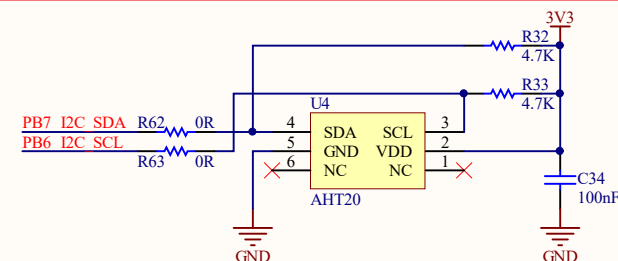 3V3
R32
4.7K
R33
4.7K
U4
PB7 I2C SDA R62 0R 4 SDA SCL 3
PB6 I2C SCL R63 0R 5 GND VDD 2
6 NC NC 1
AHT20
C34
100nF
GND GND